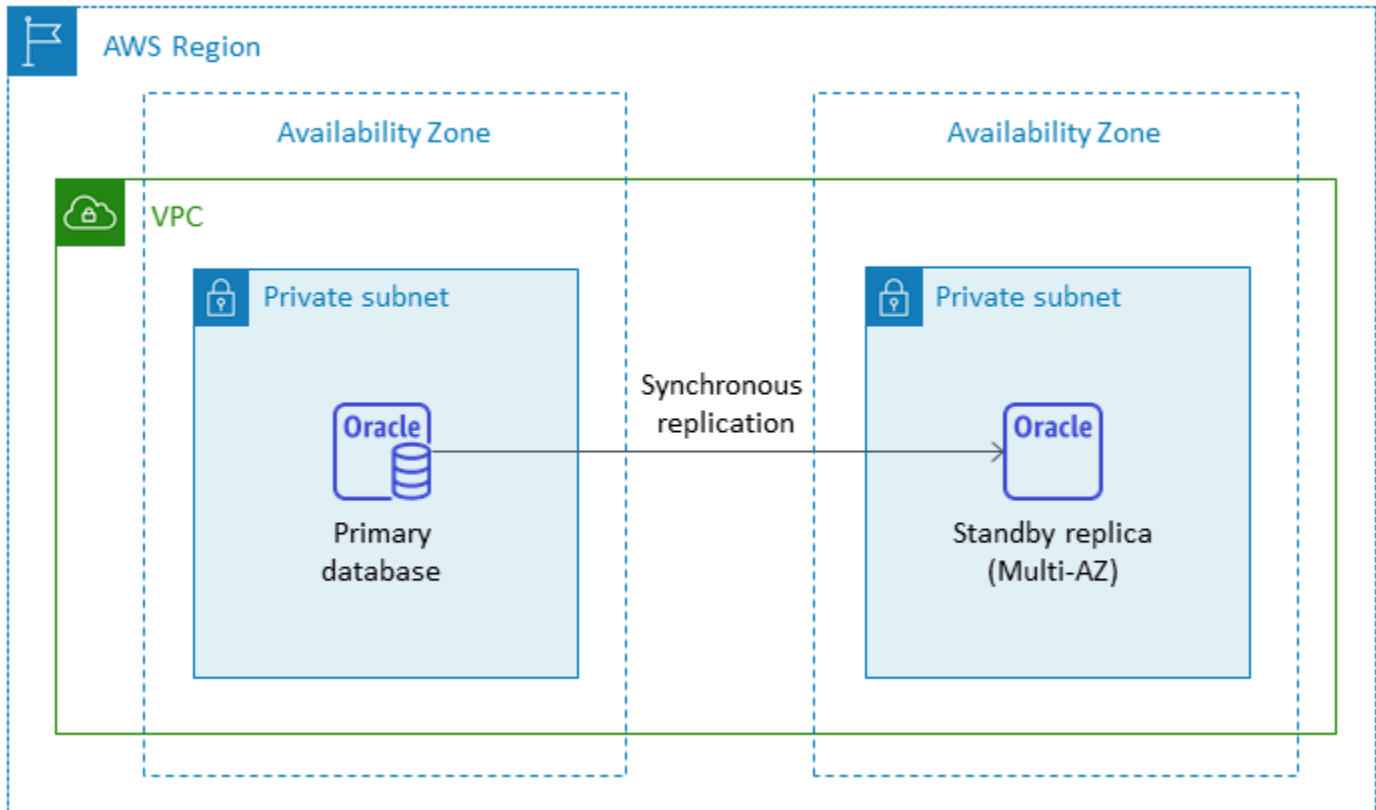 AWS Region
Availability Zone
Availability Zone
VPC
Private subnet
Private subnet
Synchronous
replication
Oracle
Oracle
Primary
database
Standby replica
(Multi-AZ)